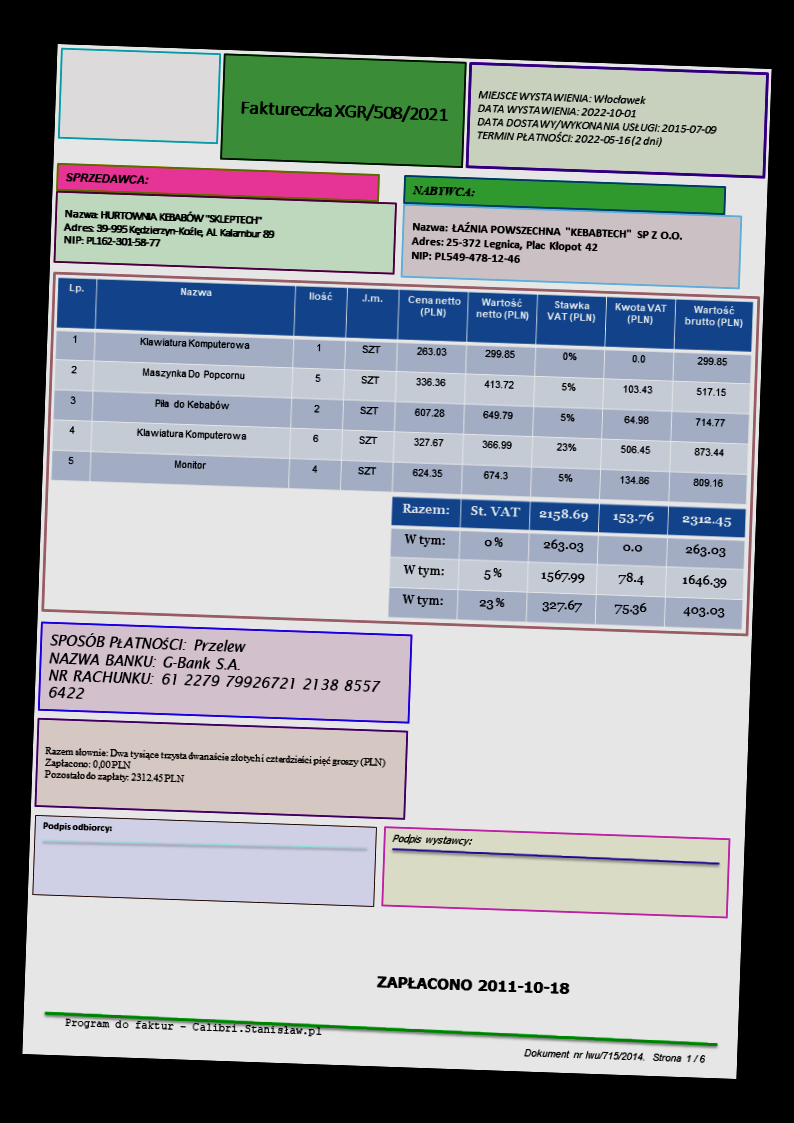 Faktureczka XGR/508/2021
MIEJSCE WYSTAWIENIA: Włocławek
DATA WYSTAWIENIA: 2022-10-01
DATA DOSTAWY/WYKONANIA USŁUGI: 2015-07-09
TERMIN PŁATNOŚCI: 2022-05-16 (2 dni)
SPRZEDAWCA:
Nazwa: HURTOWNIA KEBABÓW "SKLEPTECH"
Adres: 39-995 Kędzierzyn-Koźle, Al. Kalambur 89
NIP: PL162-301-58-77
NABYWCA:
Nazwa: ŁAŹNIA POWSZECHNA "KEBABTECH" SP Z O.O.
Adres: 25-372 Legnica, Plac Kłopot 42
NIP: PL549-478-12-46
Lp. Nazwa Ilość J.m. Cena netto (PLN) Wartość netto (PLN) Stawka VAT (PLN) Kwota VAT (PLN) Wartość brutto (PLN)
1 Klawiatura Komputerowa 1 SZT 263.03 299.85 0% 0.0 299.85
2 Maszynka Do Popcornu 5 SZT 336.36 413.72 5% 103.43 517.15
3 Piła do Kebabów 2 SZT 607.28 649.79 5% 64.98 714.77
4 Klawiatura Komputerowa 6 SZT 327.67 366.99 23% 506.45 873.44
5 Monitor 4 SZT 624.35 674.3 5% 134.86 809.16
Razem: St. VAT 2158.69 153.76 2312.45
W tym: 0% 263.03 0.0 263.03
W tym: 5% 1567.99 78.4 1646.39
W tym: 23% 327.67 75.36 403.03
SPOSÓB PŁATNOŚCI: Przelew
NAZWA BANKU: G-Bank S.A.
NR RACHUNKU: 61 2279 79926721 2138 8557
6422
Razem słownie: Dwa tysiące trzysta dwanaście złotych i czterdzieści pięć groszy (PLN)
Zapłacono: 0,00 PLN
Pozostało do zapłaty: 2312.45 PLN
Podpis odbiorcy:
Podpis wystawcy:
ZAPŁACONO 2011-10-18
Program do faktur - Calibri.Stanisław.pl
Dokument nr lwu/715/2014. Strona 1 / 6